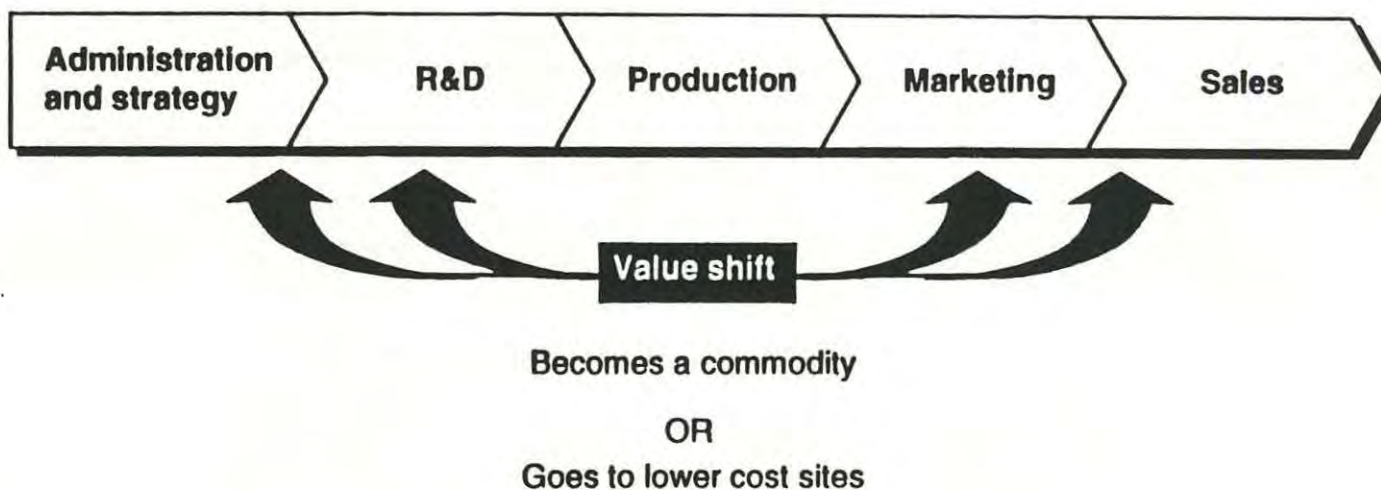 Administration
and strategy
R&D
Production
Marketing
Sales
Value shift
Becomes a commodity
OR
Goes to lower cost sites